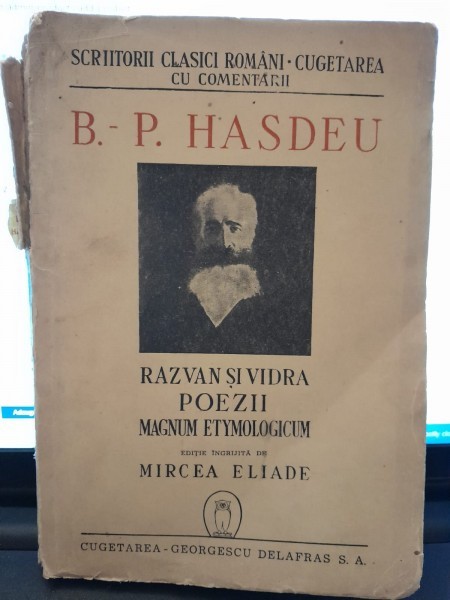 SCRIITORII CLASICI ROMÂNI • CUGETAREA
CU COMENTARII
B.-P. HASDEU
RAZVAN ȘI VIDRA
POEZII
MAGNUM ETYMOLOGICUM
EDIȚIE ÎNGRIJITĂ DE
MIRCEA ELIADE
CUGETAREA-GEORGESCU DELAFRAS S. A.